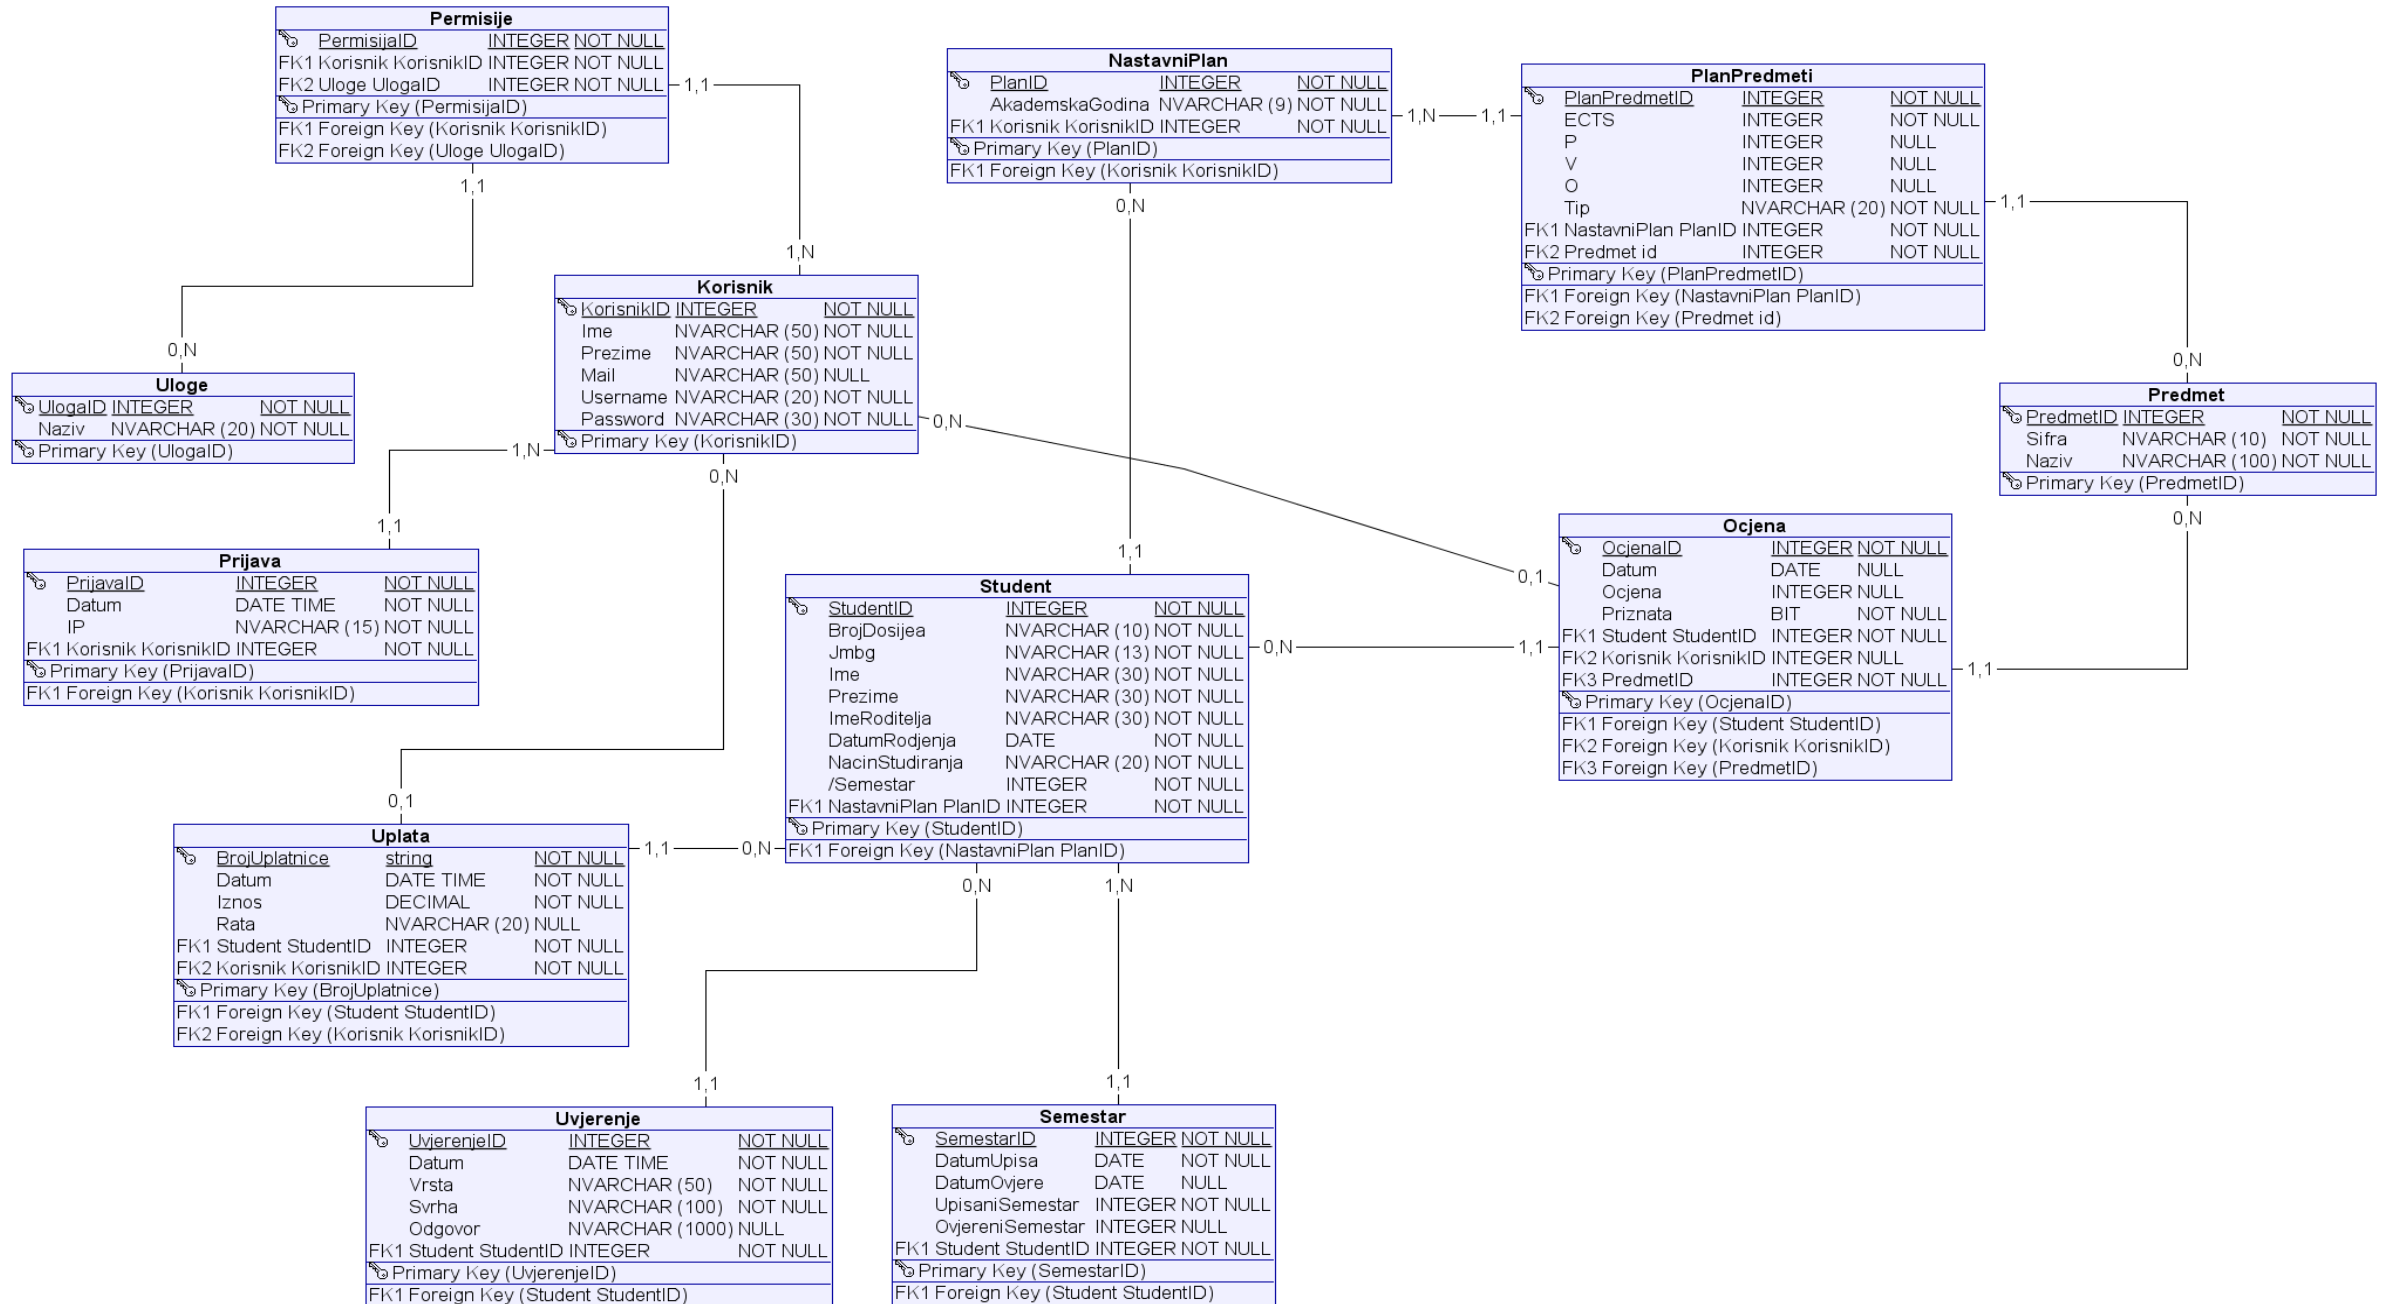 Permisije
PermisijaID INTEGER NOT NULL
FK1 Korisnik KorisnikID INTEGER NOT NULL
FK2 Uloge UlogaID INTEGER NOT NULL
Primary Key (PermisijaID)
FK1 Foreign Key (Korisnik KorisnikID)
FK2 Foreign Key (Uloge UlogaID)
1,1
1,1
1,N
0,N
NastavniPlan
PlanID INTEGER NOT NULL
AkademskaGodina NVARCHAR (9) NOT NULL
FK1 Korisnik KorisnikID INTEGER NOT NULL
Primary Key (PlanID)
FK1 Foreign Key (Korisnik KorisnikID)
1,N
1,1
0,N
1,1
PlanPredmeti
PlanPredmetID INTEGER NOT NULL
ECTS INTEGER NOT NULL
P INTEGER NULL
V INTEGER NULL
O INTEGER NULL
Tip NVARCHAR (20) NOT NULL
FK1 NastavniPlan PlanID INTEGER NOT NULL
FK2 Predmet id INTEGER NOT NULL
Primary Key (PlanPredmetID)
FK1 Foreign Key (NastavniPlan PlanID)
FK2 Foreign Key (Predmet id)
1,1
0,N
Uloge
UlogaID INTEGER NOT NULL
Naziv NVARCHAR (20) NOT NULL
Primary Key (UlogaID)
Korisnik
KorisnikID INTEGER NOT NULL
Ime NVARCHAR (50) NOT NULL
Prezime NVARCHAR (50) NOT NULL
Mail NVARCHAR (50) NULL
Username NVARCHAR (20) NOT NULL
Password NVARCHAR (30) NOT NULL
Primary Key (KorisnikID)
1,N
1,1
0,N
0,1
0,N
0,1
Predmet
PredmetID INTEGER NOT NULL
Sifra NVARCHAR (10) NOT NULL
Naziv NVARCHAR (100) NOT NULL
Primary Key (PredmetID)
0,N
1,1
Prijava
PrijavaID INTEGER NOT NULL
Datum DATE TIME NOT NULL
IP NVARCHAR (15) NOT NULL
FK1 Korisnik KorisnikID INTEGER NOT NULL
Primary Key (PrijavaID)
FK1 Foreign Key (Korisnik KorisnikID)
Student
StudentID INTEGER NOT NULL
BrojDosijea NVARCHAR (10) NOT NULL
Jmbg NVARCHAR (13) NOT NULL
Ime NVARCHAR (30) NOT NULL
Prezime NVARCHAR (30) NOT NULL
ImeRoditelja NVARCHAR (30) NOT NULL
DatumRodjenja DATE NOT NULL
NacinStudiranja NVARCHAR (20) NOT NULL
/Semestar INTEGER NOT NULL
FK1 NastavniPlan PlanID INTEGER NOT NULL
Primary Key (StudentID)
FK1 Foreign Key (NastavniPlan PlanID)
0,N
1,1
Ocjena
OcjenaID INTEGER NOT NULL
Datum DATE NULL
Ocjena INTEGER NULL
Priznata BIT NOT NULL
FK1 Student StudentID INTEGER NOT NULL
FK2 Korisnik KorisnikID INTEGER NULL
FK3 PredmetID INTEGER NOT NULL
Primary Key (OcjenaID)
FK1 Foreign Key (Student StudentID)
FK2 Foreign Key (Korisnik KorisnikID)
FK3 Foreign Key (PredmetID)
Uplata
BrojUplatnice string NOT NULL
Datum DATE TIME NOT NULL
Iznos DECIMAL NOT NULL
Rata NVARCHAR (20) NULL
FK1 Student StudentID INTEGER NOT NULL
FK2 Korisnik KorisnikID INTEGER NOT NULL
Primary Key (BrojUplatnice)
FK1 Foreign Key (Student StudentID)
FK2 Foreign Key (Korisnik KorisnikID)
1,1
0,N
0,N
1,N
1,1
1,1
Uvjerenje
UvjerenjeID INTEGER NOT NULL
Datum DATE TIME NOT NULL
Vrsta NVARCHAR (50) NOT NULL
Svrha NVARCHAR (100) NOT NULL
Odgovor NVARCHAR (1000) NULL
FK1 Student StudentID INTEGER NOT NULL
Primary Key (UvjerenjeID)
FK1 Foreign Key (Student StudentID)
Semestar
SemestarID INTEGER NOT NULL
DatumUpisa DATE NOT NULL
DatumOvjere DATE NULL
UpisaniSemestar INTEGER NOT NULL
OvjereniSemestar INTEGER NULL
FK1 Student StudentID INTEGER NOT NULL
Primary Key (SemestarID)
FK1 Foreign Key (Student StudentID)